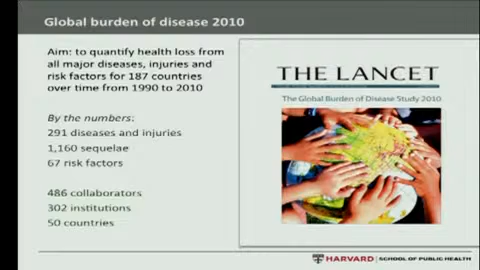 Global burden of disease 2010
Aim: to quantify health loss from
all major diseases, injuries and
risk factors for 187 countries
over time from 1990 to 2010
By the numbers:
291 diseases and injuries
1,160 sequelae
67 risk factors
486 collaborators
302 institutions
50 countries
THE LANCET
The Global Burden of Disease Study 2010
HARVARD SCHOOL OF PUBLIC HEALTH